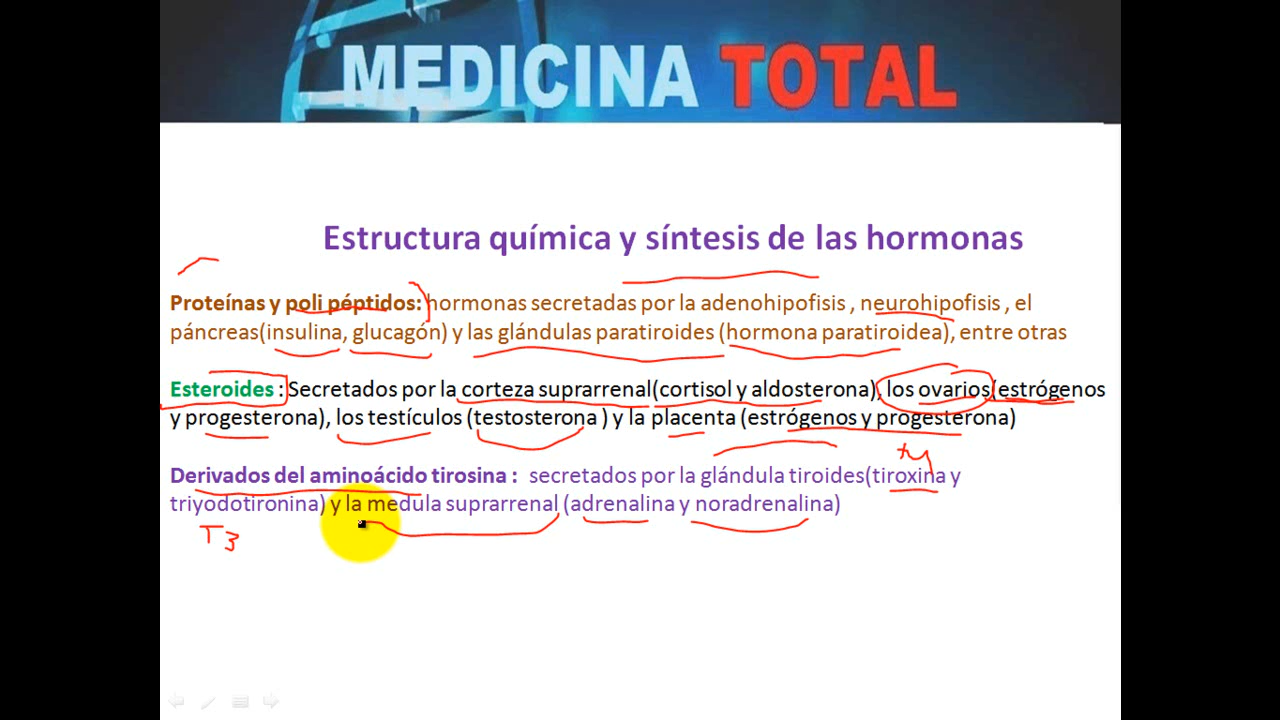 MEDICINA TOTAL
Estructura química y síntesis de las hormonas
Proteínas y poli péptidos: hormonas secretadas por la adenohipofisis , neurohipofisis , el
páncreas(insulina, glucagón) y las glándulas paratiroides (hormona paratiroidea), entre otras
Esteroides : Secretados por la corteza suprarrenal(cortisol y aldosterona), los ovarios(estrógenos
y progesterona), los testículos (testosterona ) y la placenta (estrógenos y progesterona)
T4
Derivados del aminoácido tirosina : secretados por la glándula tiroides(tiroxina y
triyodotironina) y la medula suprarrenal (adrenalina y noradrenalina)
T3